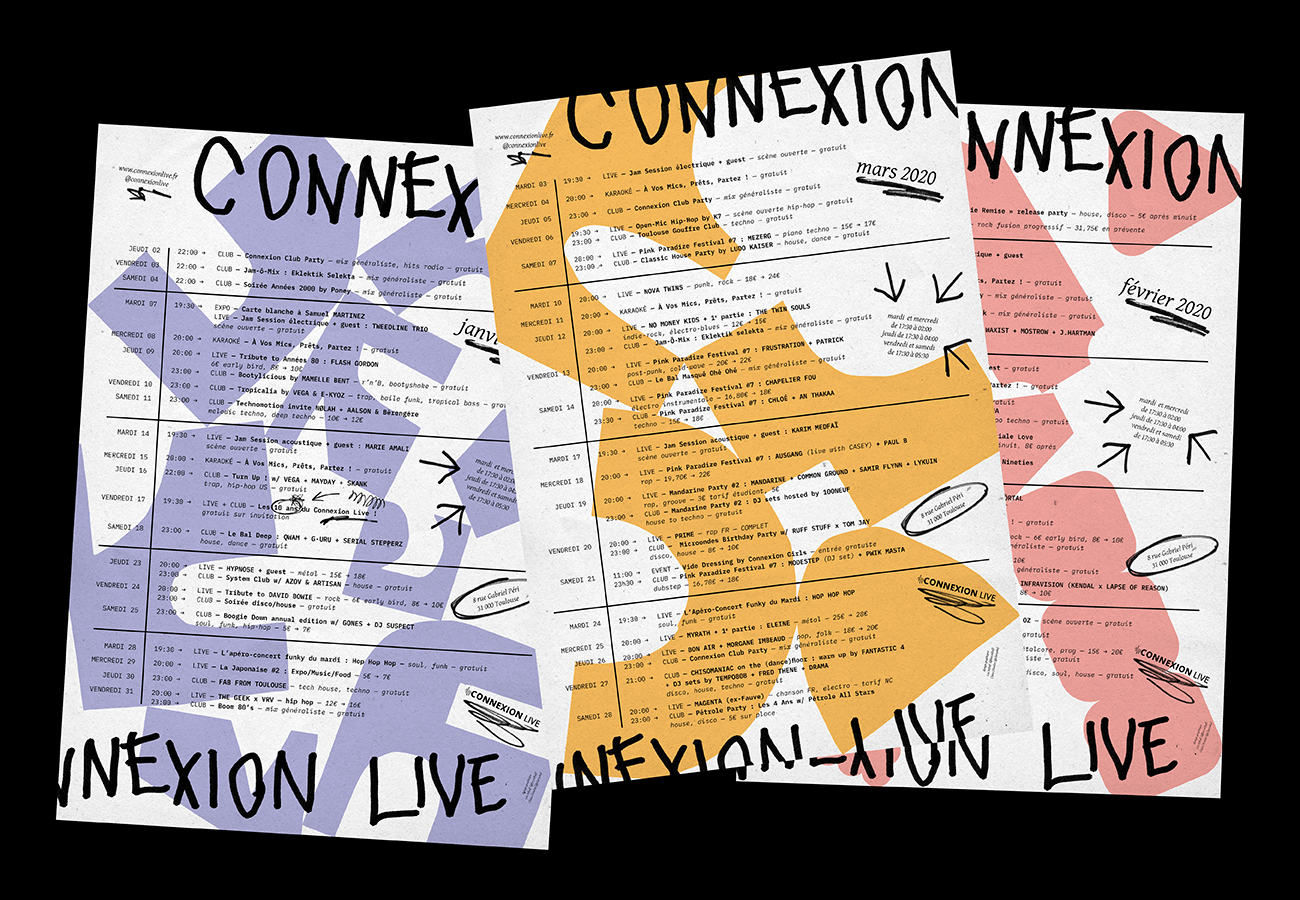 CONNEX
www.connexionlive.fr
@connexionlive
janv
JEUDI 02 22:00 → CLUB — Connexion Club Party — mix généraliste, hits radio — gratuit
VENDREDI 03 22:00 → CLUB — Jam-Ô-Mix : Eklektik Selekta — mix généraliste — gratuit
SAMEDI 04 22:00 → CLUB — Soirée Années 2000 by Poney — mix généraliste — gratuit
MARDI 07 19:30 → EXPO — Carte blanche à Samuel MARTINEZ
LIVE — Jam Session électrique + guest : THEEDLINE TRIO
scène ouverte — gratuit
MERCREDI 08 20:00 → KARAOKÉ — À Vos Mics, Prêts, Partez ! — gratuit
JEUDI 09 20:00 → LIVE — Tribute to Années 80 : FLASH GORDON
6€ early bird, 8€ → 10€
23:00 → CLUB — Bootylicious by MAMELLE BENT — r'n'B, bootyshake — gratuit
VENDREDI 10 23:00 → CLUB — Tropicalia by VEGA & E-KYOZ — trap, baile funk, tropical bass — gra
SAMEDI 11 23:00 → CLUB — Technomotion invite NØLAH + AALSON & Bérengère
melodic techno, deep techno — 10€ → 12€
MARDI 14 19:30 → LIVE — Jam Session acoustique + guest : MARIE AMALI
scène ouverte — gratuit
MERCREDI 15 20:00 → KARAOKÉ — À Vos Mics, Prêts, Partez ! — gratuit
JEUDI 16 22:00 → CLUB — Turn Up ! w/ VEGA + MAYDAY + SKANK
trap, hip-hop US — gratuit
VENDREDI 17 19:30 → LIVE + CLUB — Les 10 ans du Connexion Live !
gratuit sur invitation
SAMEDI 18 23:00 → CLUB — Le Bal Deep : QWAM + G-URU + SERIAL STEPPERZ
house, dance — gratuit
JEUDI 23 20:00 → LIVE — HYPNOSE + guest — métal — 15€ → 18€
23:00 → CLUB — System Club w/ AZOV & ARTISAN — house — gratuit
VENDREDI 24 20:00 → LIVE — Tribute to DAVID BOWIE — rock — 6€ early bird, 8€ → 10€
23:00 → CLUB — Soirée disco/house — gratuit
SAMEDI 25 23:00 → CLUB — Boogie Down annual edition w/ GONES + DJ SUSPECT
soul, funk, hip-hop — 5€ → 7€
MARDI 28 19:30 → LIVE — L'apéro-concert funky du mardi : Hop Hop Hop — soul, funk — gratuit
MERCREDI 29 20:00 → LIVE — La Japonaise #2 : Expo/Music/Food — 5€ → 7€
JEUDI 30 23:00 → CLUB — FAB FROM TOULOUSE — tech house, techno — gratuit
VENDREDI 31 20:00 → LIVE — THE GEEK x VRV — hip hop — 12€ → 16€
23:00 → CLUB — Boom 80's — mix généraliste — gratuit
mardi et mercr
de 17:30 à 02:00
jeudi de 17:30 à 04
vendredi et samedi
de 17:30 à 05:30
8 rue Gabriel Péri
31 000 Toulouse
CONNEXION LIVE
NNEXION LIVE
CONNEXION
www.connexionlive.fr
@connexionlive
mars 2020
MARDI 03 19:30 → LIVE — Jam Session électrique + guest — scène ouverte — gratuit
MERCREDI 04 20:00 → KARAOKÉ — À Vos Mics, Prêts, Partez ! — gratuit
JEUDI 05 23:00 → CLUB — Connexion Club Party — mix généraliste — gratuit
VENDREDI 06 19:30 → LIVE — Open-Mic Hip-Hop by K7 — scène ouverte hip-hop — gratuit
23:00 → CLUB — Toulouse Gouffre Club — techno — gratuit
SAMEDI 07 20:00 → LIVE — Pink Paradize Festival #7 : MEZERG — piano techno — 15€ → 17€
23:00 → CLUB — Classic House Party by LUDO KAISER — house, dance — gratuit
MARDI 10 20:00 → LIVE — NOVA TWINS — punk, rock — 18€ → 24€
MERCREDI 11 20:00 → KARAOKÉ — À Vos Mics, Prêts, Partez ! — gratuit
JEUDI 12 20:00 → LIVE — NO MONEY KIDS + 1e partie : THE TWIN SOULS
indie-rock, électro-blues — 12€ → 15€
23:00 → CLUB — Jam-Ô-Mix : Eklektik selekta — mix généraliste — gratuit
VENDREDI 13 20:00 → LIVE — Pink Paradize Festival #7 : FRUSTRATION + PATRICK
post-punk, cold-wave — 20€ → 22€
23:00 → CLUB — Le Bal Masqué Ohé Ohé — mix généraliste — gratuit
SAMEDI 14 20:00 → LIVE — Pink Paradize Festival #7 : CHAPELIER FOU
électro instrumentale — 16,80€ → 18€
23:30 → CLUB — Pink Paradize Festival #7 : CHLOÉ + AN THAKAA
techno — 15€ → 18€
MARDI 17 19:30 → LIVE — Jam Session acoustique + guest : KARIM MEDFAÏ
scène ouverte — gratuit
MERCREDI 18 20:00 → LIVE — Pink Paradize Festival #7 : AUSGANG (live with CASEY) + PAUL B
rap — 19,70€ → 22€
JEUDI 19 20:00 → LIVE — Mandarine Party #2 : MANDARINE + COMMON GROUND + SAMIR FLYNN + LYKUIN
rap, groove — 3€ tarif étudiant, 5€
23:00 → CLUB — Mandarine Party #2 : DJ sets hosted by 100NEUF
house to techno — gratuit
VENDREDI 20 20:00 → LIVE — PRIME — rap FR — COMPLET
23:00 → CLUB — Microondes Birthday Party w/ RUFF STUFF x TOM JAY
disco, house — 8€ → 10€
SAMEDI 21 11:00 → EVENT — Vide Dressing by Connexion Girls — entrée gratuite
23h30 → CLUB — Pink Paradize Festival #7 : MODESTEP (DJ set) + PWIK MASTA
dubstep — 16,70€ → 18€
MARDI 24 19:30 → LIVE — L'Apéro-Concert Funky du Mardi : HOP HOP HOP
soul, funk — gratuit
MERCREDI 25 20:00 → LIVE — MYRATH + 1e partie : ELEINE — métal — 25€ → 28€
JEUDI 26 20:00 → LIVE — BON AIR + MORGANE IMBEAUD — pop, folk — 18€ → 20€
23:00 → CLUB — Connexion Club Party — mix généraliste — gratuit
VENDREDI 27 21:00 → CLUB — CHISOMANIAC on the (dance)floor : warm up by FANTASTIC 4
+ DJ sets by TEMPO808 + FRED THENE + DRAMA
disco, house, techno — gratuit
SAMEDI 28 20:00 → LIVE — MAGENTA (ex-Fauve) — chanson FR, electro — tarif NC
23:00 → CLUB — Pétrole Party : Les 4 Ans w/ Pétrole All Stars
house, disco — 5€ sur place
mardi et mercredi
de 17:30 à 02:00
jeudi de 17:30 à 04:00
vendredi et samedi
de 17:30 à 05:30
8 rue Gabriel Péri
31 000 Toulouse
CONNEXION LIVE
NNEXION LIVE
NNEXION
février 2020
ie Remise » release party — house, disco — 5€ après minuit
rock fusion progressif — 31,75€ en prévente
trique + guest
ts, Partez ! — gratuit
mix généraliste — gratuit
WAXIST + MOSTROW + J.HARTMAN
est — gratuit
artez ! — gratuit
iale Love
inuit, 8€ après
Nineties
ORTAL
! — gratuit
ck — 6€ early bird, 8€ → 10€
généraliste — gratuit
INFRAVISION (KENDAL x LAPSE OF REASON)
8€ → 10€
OZ — gratuit
talcore, prog — 15€ → 20€
iste — gratuit
isco, soul, house — gratuit
mardi et mercredi
de 17:30 à 02:00
jeudi de 17:30 à 04:00
vendredi et samedi
de 17:30 à 05:30
8 rue Gabriel Péri
31 000 Toulouse
CONNEXION LIVE
LIVE